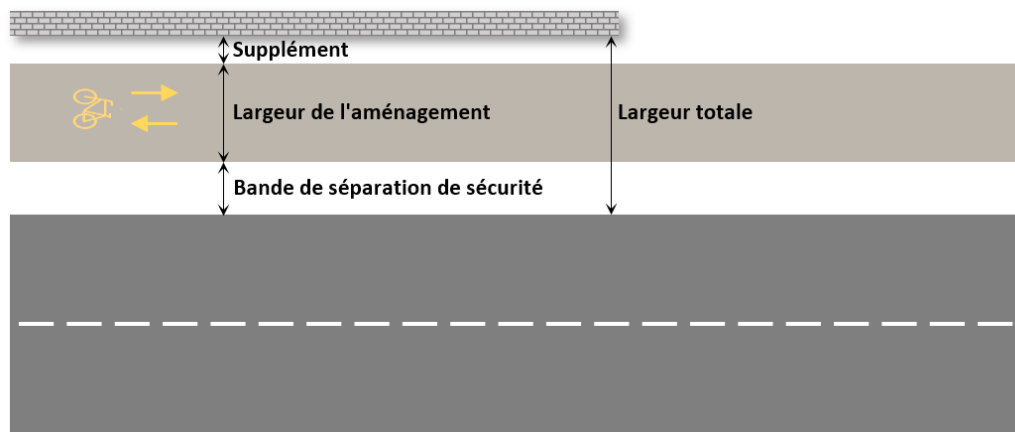 Supplément
Largeur de l'aménagement
Largeur totale
Bande de séparation de sécurité